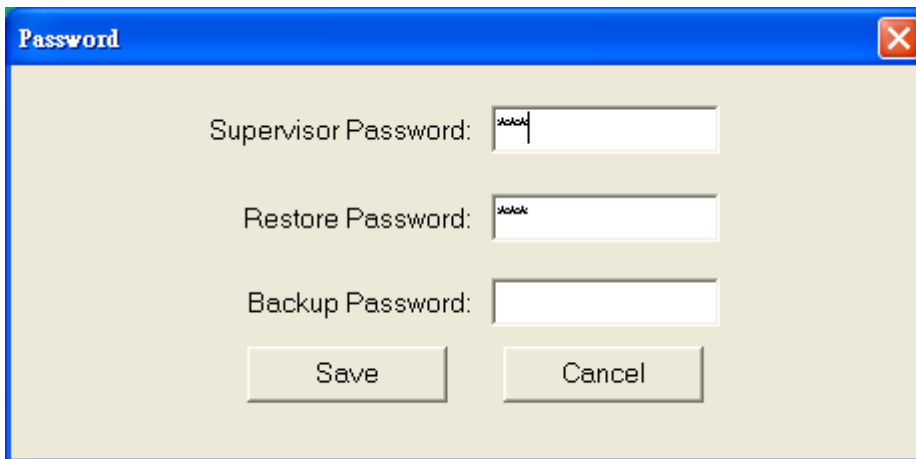 Password
Supervisor Password: ***
Restore Password: ***
Backup Password:
Save Cancel